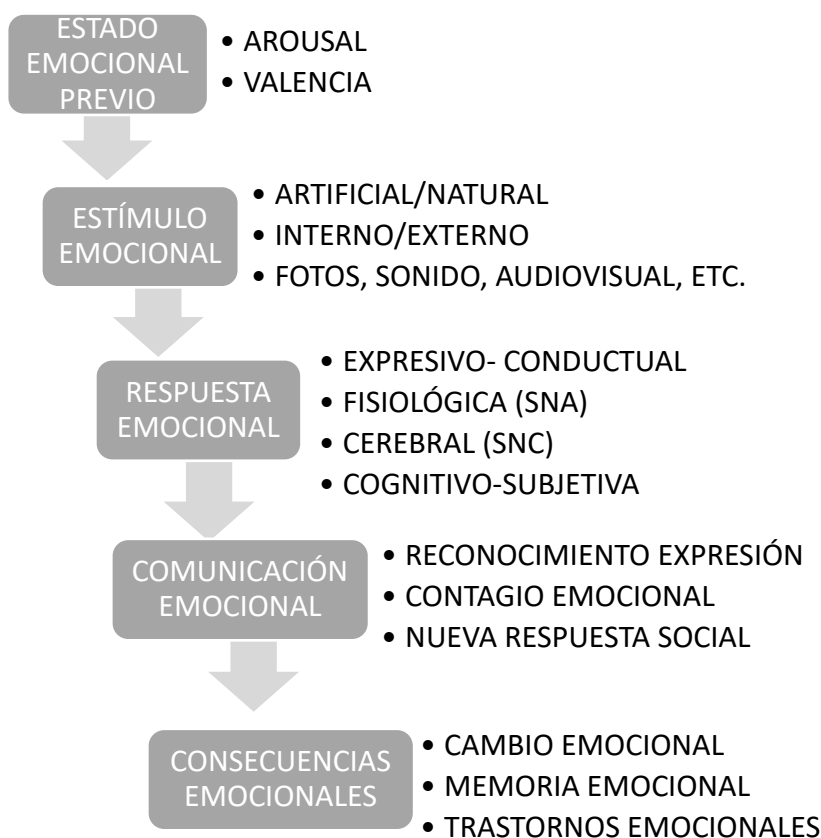 ESTADO
EMOCIONAL
PREVIO
• AROUSAL
• VALENCIA
ESTÍMULO
EMOCIONAL
• ARTIFICIAL/NATURAL
• INTERNO/EXTERNO
• FOTOS, SONIDO, AUDIOVISUAL, ETC.
RESPUESTA
EMOCIONAL
• EXPRESIVO- CONDUCTUAL
• FISIOLÓGICA (SNA)
• CEREBRAL (SNC)
• COGNITIVO-SUBJETIVA
COMUNICACIÓN
EMOCIONAL
• RECONOCIMIENTO EXPRESIÓN
• CONTAGIO EMOCIONAL
• NUEVA RESPUESTA SOCIAL
CONSECUENCIAS
EMOCIONALES
• CAMBIO EMOCIONAL
• MEMORIA EMOCIONAL
• TRASTORNOS EMOCIONALES